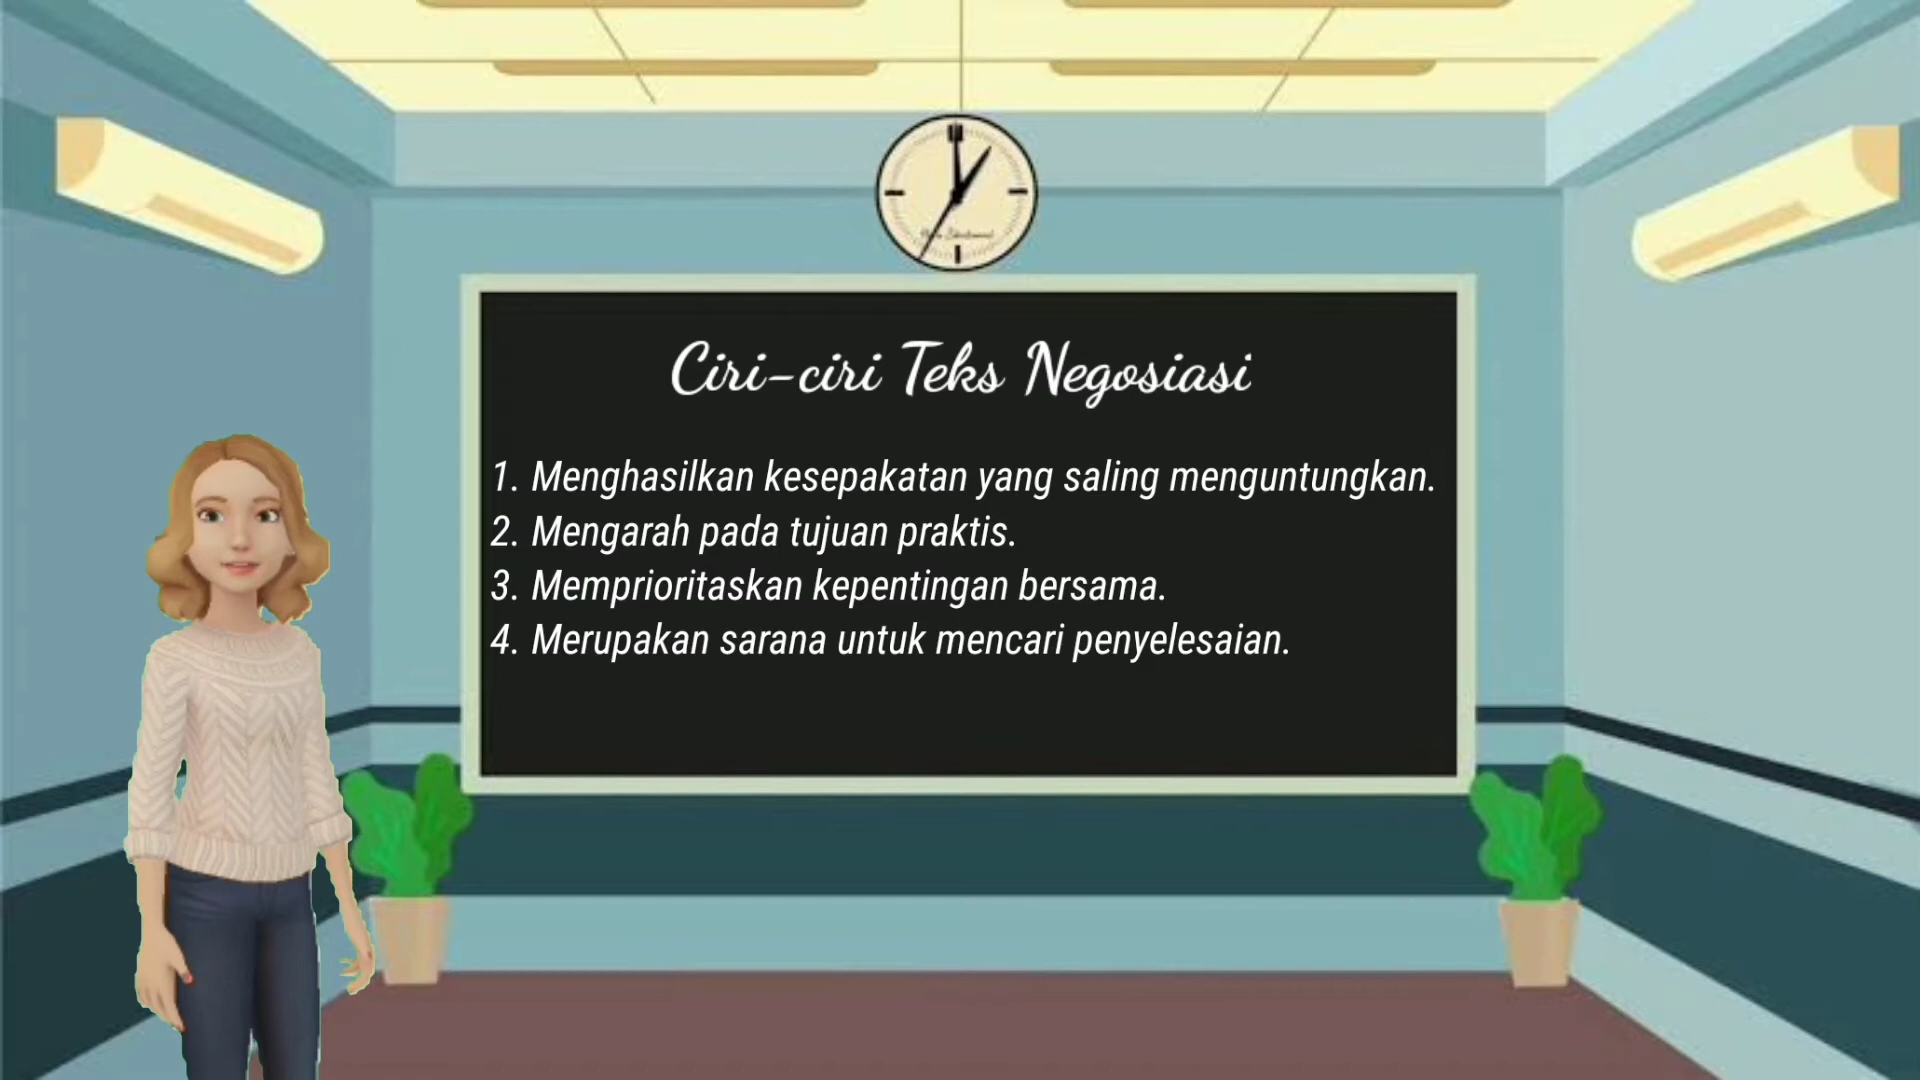 Ciri-ciri Teks Negosiasi
1. Menghasilkan kesepakatan yang saling menguntungkan.
2. Mengarah pada tujuan praktis.
3. Memprioritaskan kepentingan bersama.
4. Merupakan sarana untuk mencari penyelesaian.